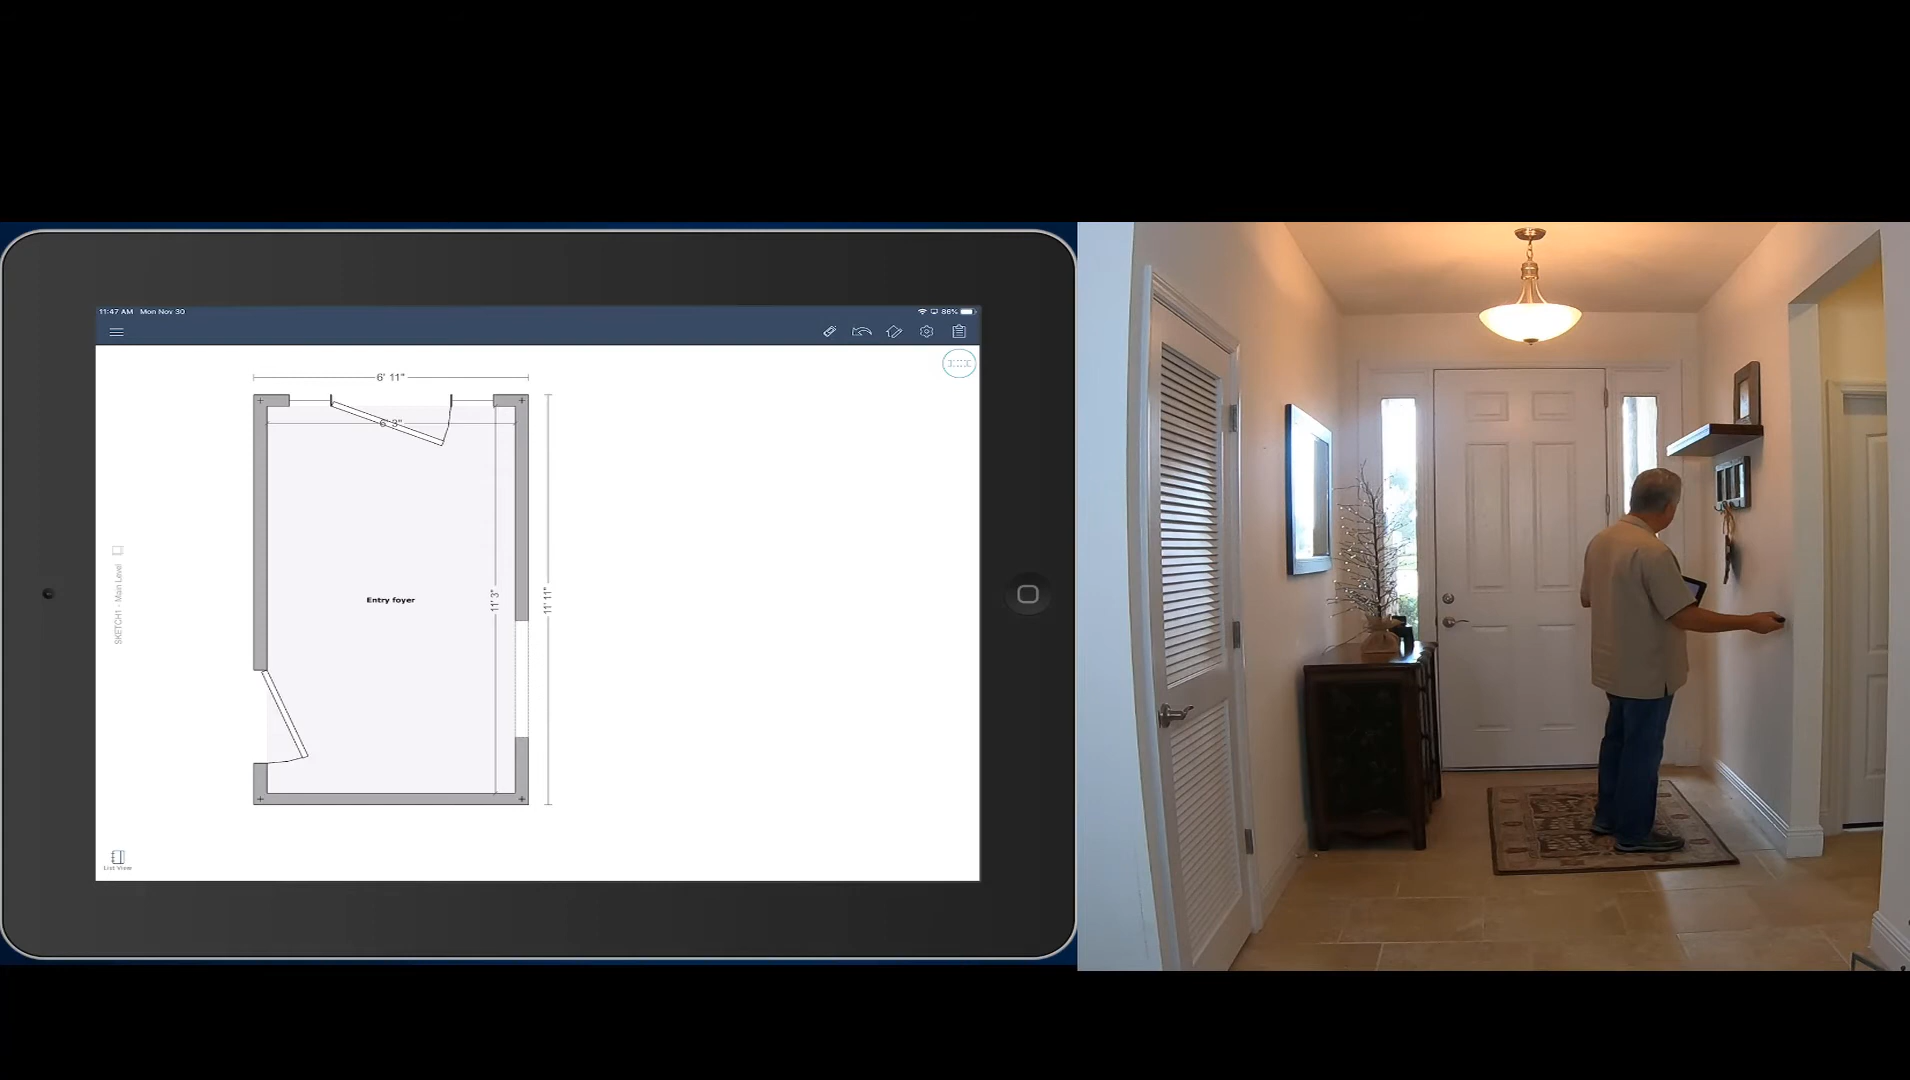 11:47 AM Mon Nov 30
86%
6' 11"
6' 3"
Entry foyer
11' 3"
11' 11"
SKETCH1 - Main Level
List View